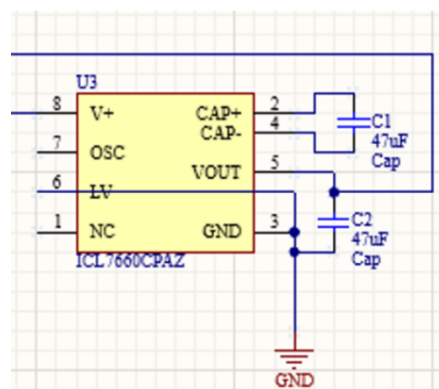 U3
8 V+ CAP+ 2
CAP- 4
7 OSC
VOUT 5
6 LV
1 NC GND 3
ICL7660CPAZ
C1
47uF
Cap
C2
47uF
Cap
GND